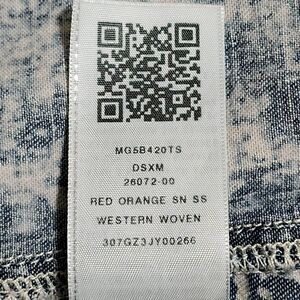 MG5B420TS
DSXM
26072-00
RED ORANGE SN SS
WESTERN WOVEN
307GZ3JY00266